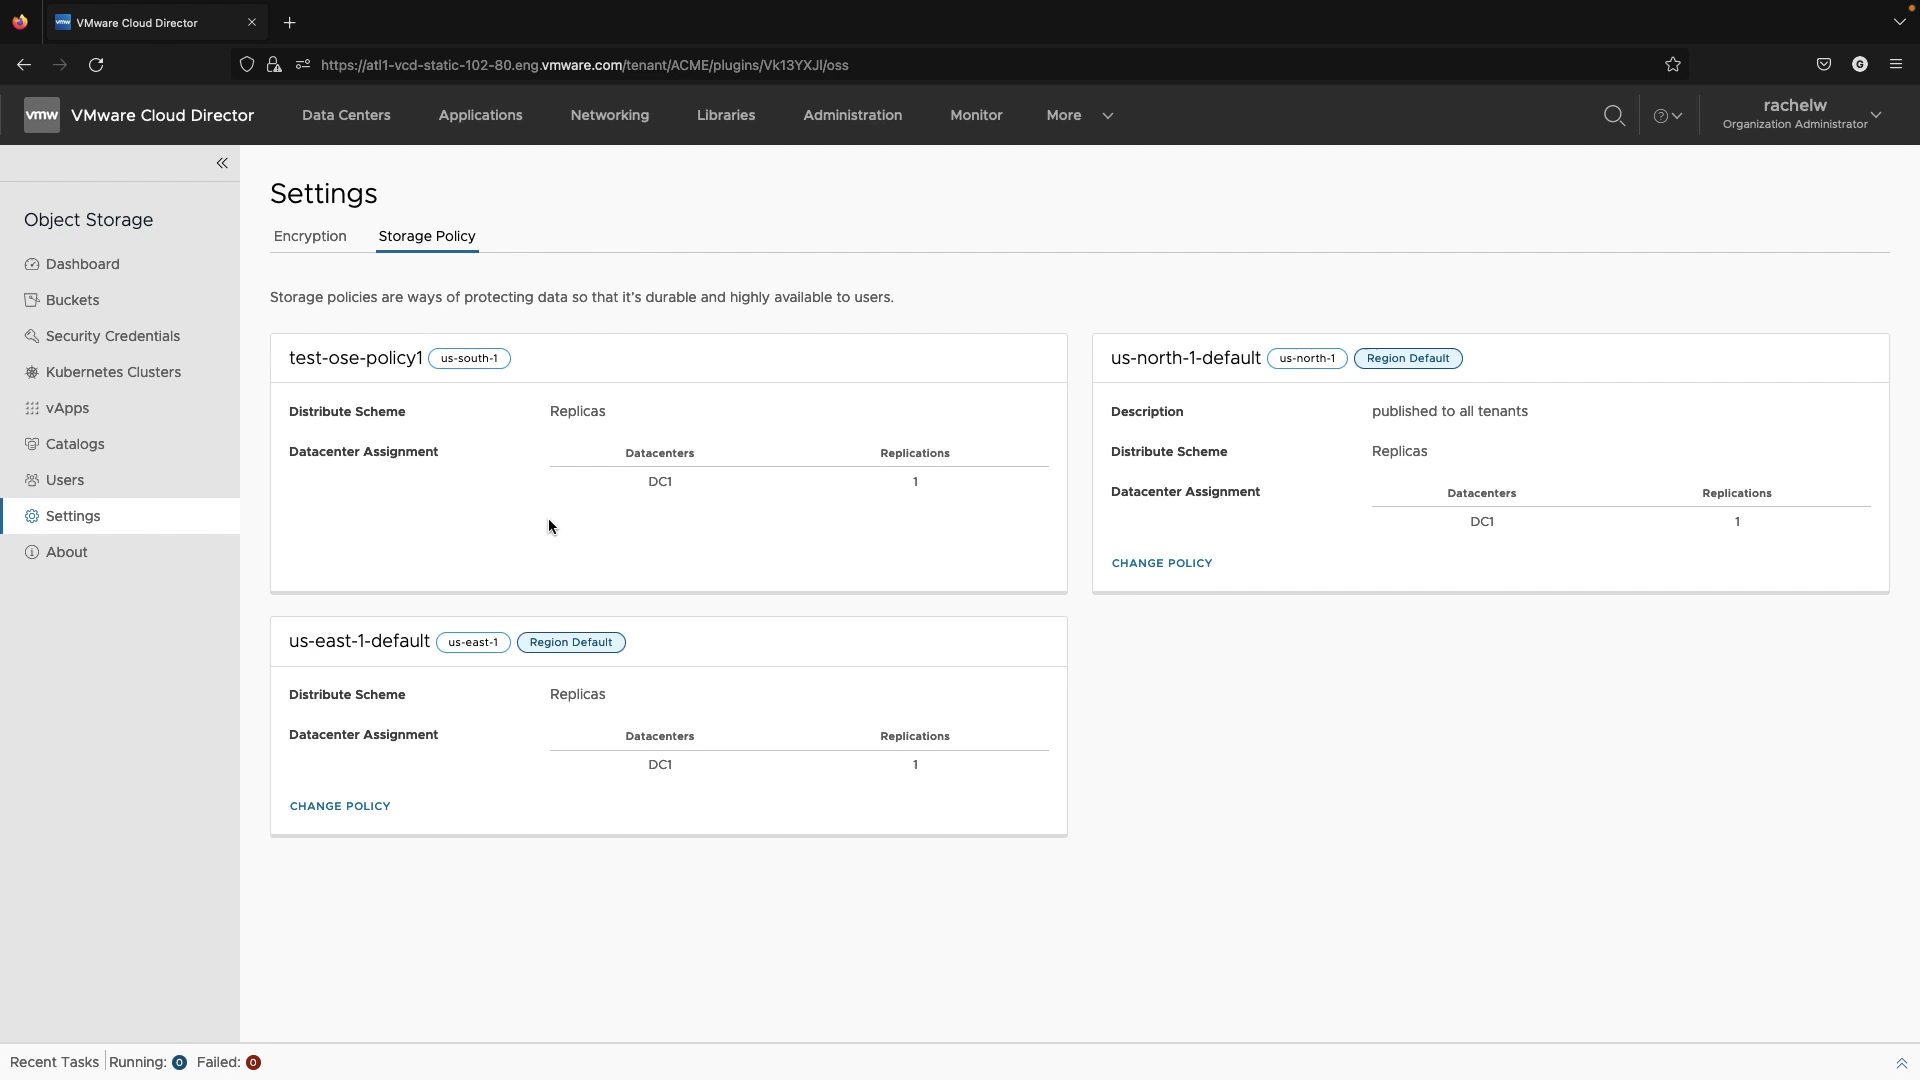 VMware Cloud Director
https://atl1-vcd-static-102-80.eng.vmware.com/tenant/ACME/plugins/Vk13YXJl/oss
G
vmw VMware Cloud Director Data Centers Applications Networking Libraries Administration Monitor More
rachelw
Organization Administrator
Object Storage
Dashboard
Buckets
Security Credentials
Kubernetes Clusters
vApps
Catalogs
Users
Settings
About
Settings
Encryption Storage Policy
Storage policies are ways of protecting data so that it's durable and highly available to users.
test-ose-policy1 us-south-1
Distribute Scheme Replicas
Datacenter Assignment Datacenters Replications
DC1 1
us-north-1-default us-north-1 Region Default
Description published to all tenants
Distribute Scheme Replicas
Datacenter Assignment Datacenters Replications
DC1 1
CHANGE POLICY
us-east-1-default us-east-1 Region Default
Distribute Scheme Replicas
Datacenter Assignment Datacenters Replications
DC1 1
CHANGE POLICY
Recent Tasks Running: 0 Failed: 0